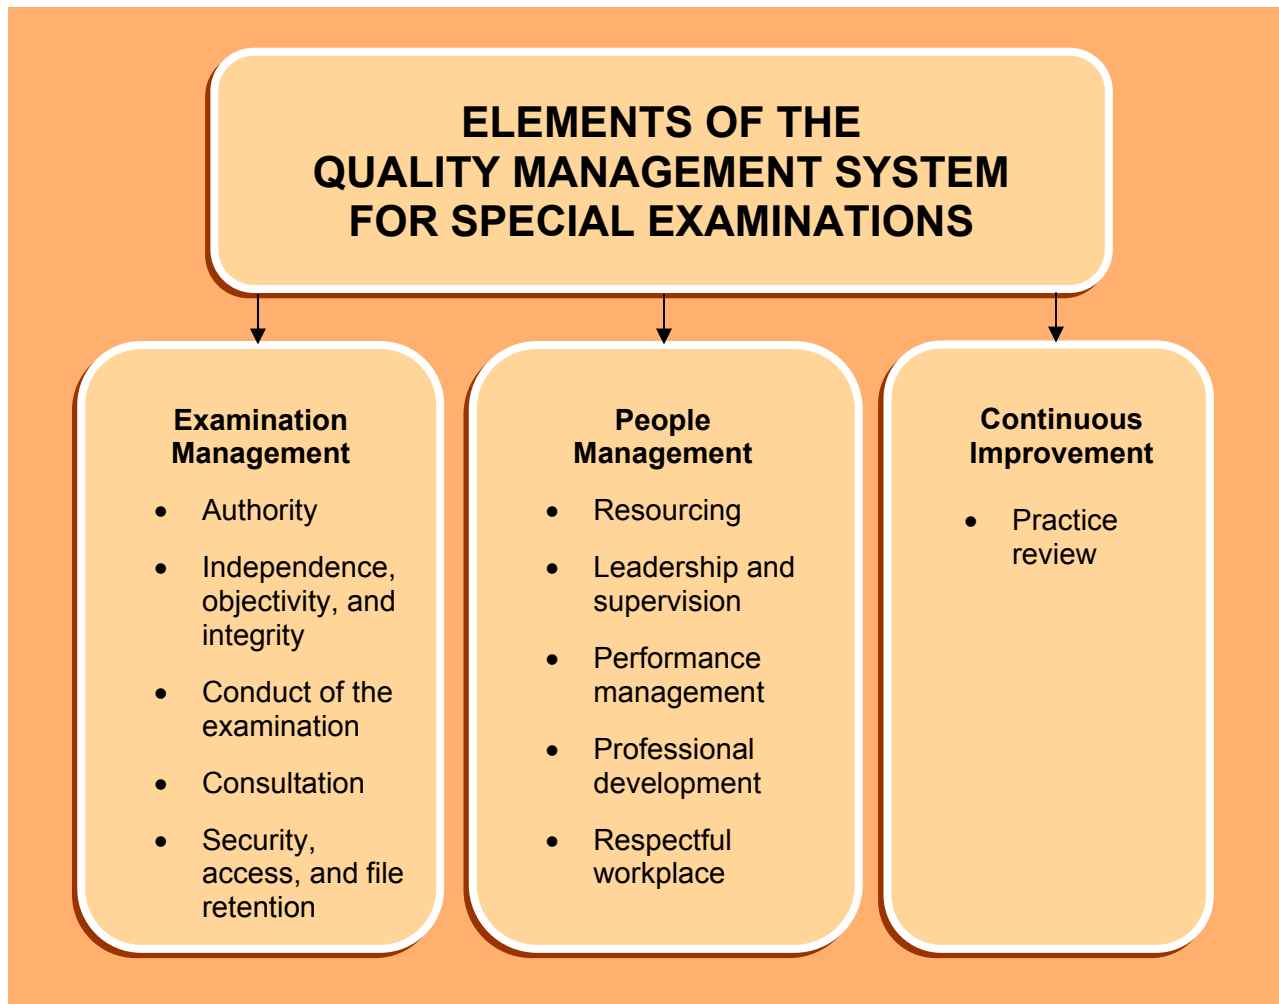 ELEMENTS OF THE
QUALITY MANAGEMENT SYSTEM
FOR SPECIAL EXAMINATIONS
Examination
Management
• Authority
• Independence,
objectivity, and
integrity
• Conduct of the
examination
• Consultation
• Security,
access, and file
retention
People
Management
• Resourcing
• Leadership and
supervision
• Performance
management
• Professional
development
• Respectful
workplace
Continuous
Improvement
• Practice
review